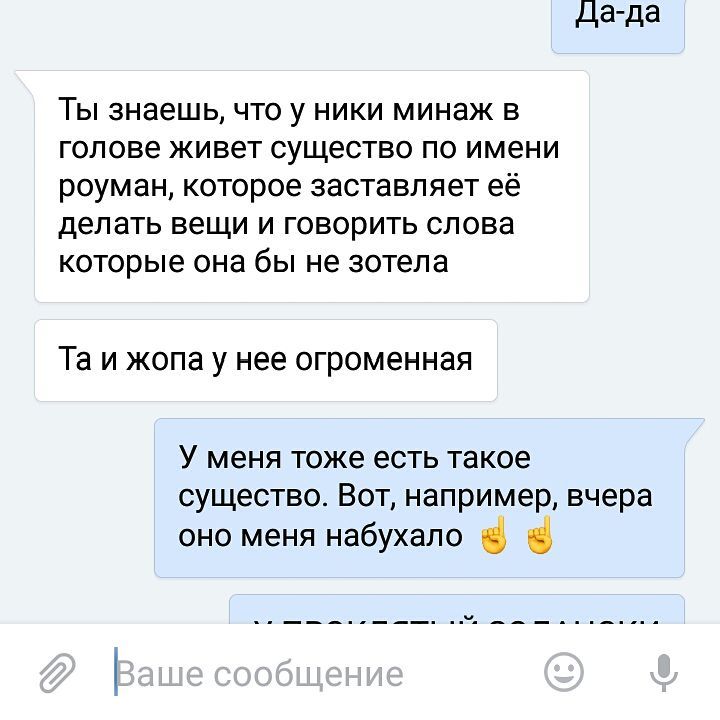 Да-да
Ты знаешь, что у ники минаж в
голове живет существо по имени
роуман, которое заставляет её
делать вещи и говорить слова
которые она бы не зотела
Та и жопа у нее огроменная
У меня тоже есть такое
существо. Вот, например, вчера
оно меня набухало ☝☝
Ваше сообщение